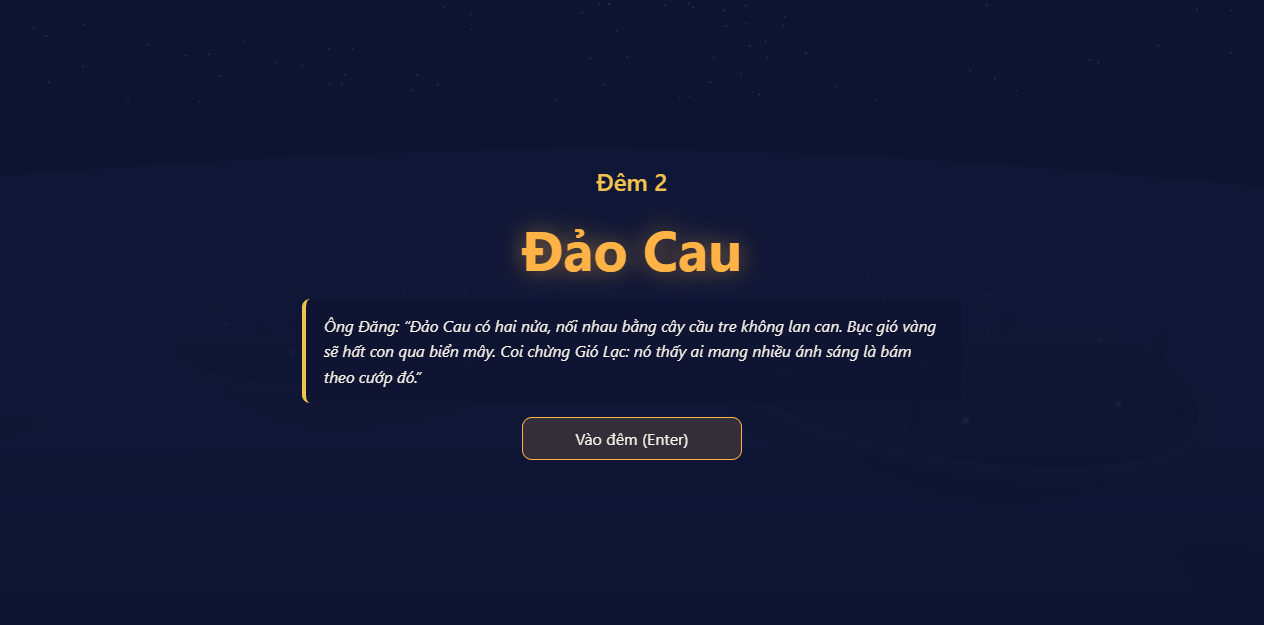 Đêm 2
Đảo Cau
Ông Đăng: “Đảo Cau có hai nửa, nối nhau bằng cây cầu tre không lan can. Bục gió vàng
sẽ hất con qua biển mây. Coi chừng Gió Lạc: nó thấy ai mang nhiều ánh sáng là bám
theo cướp đó.”
Vào đêm (Enter)